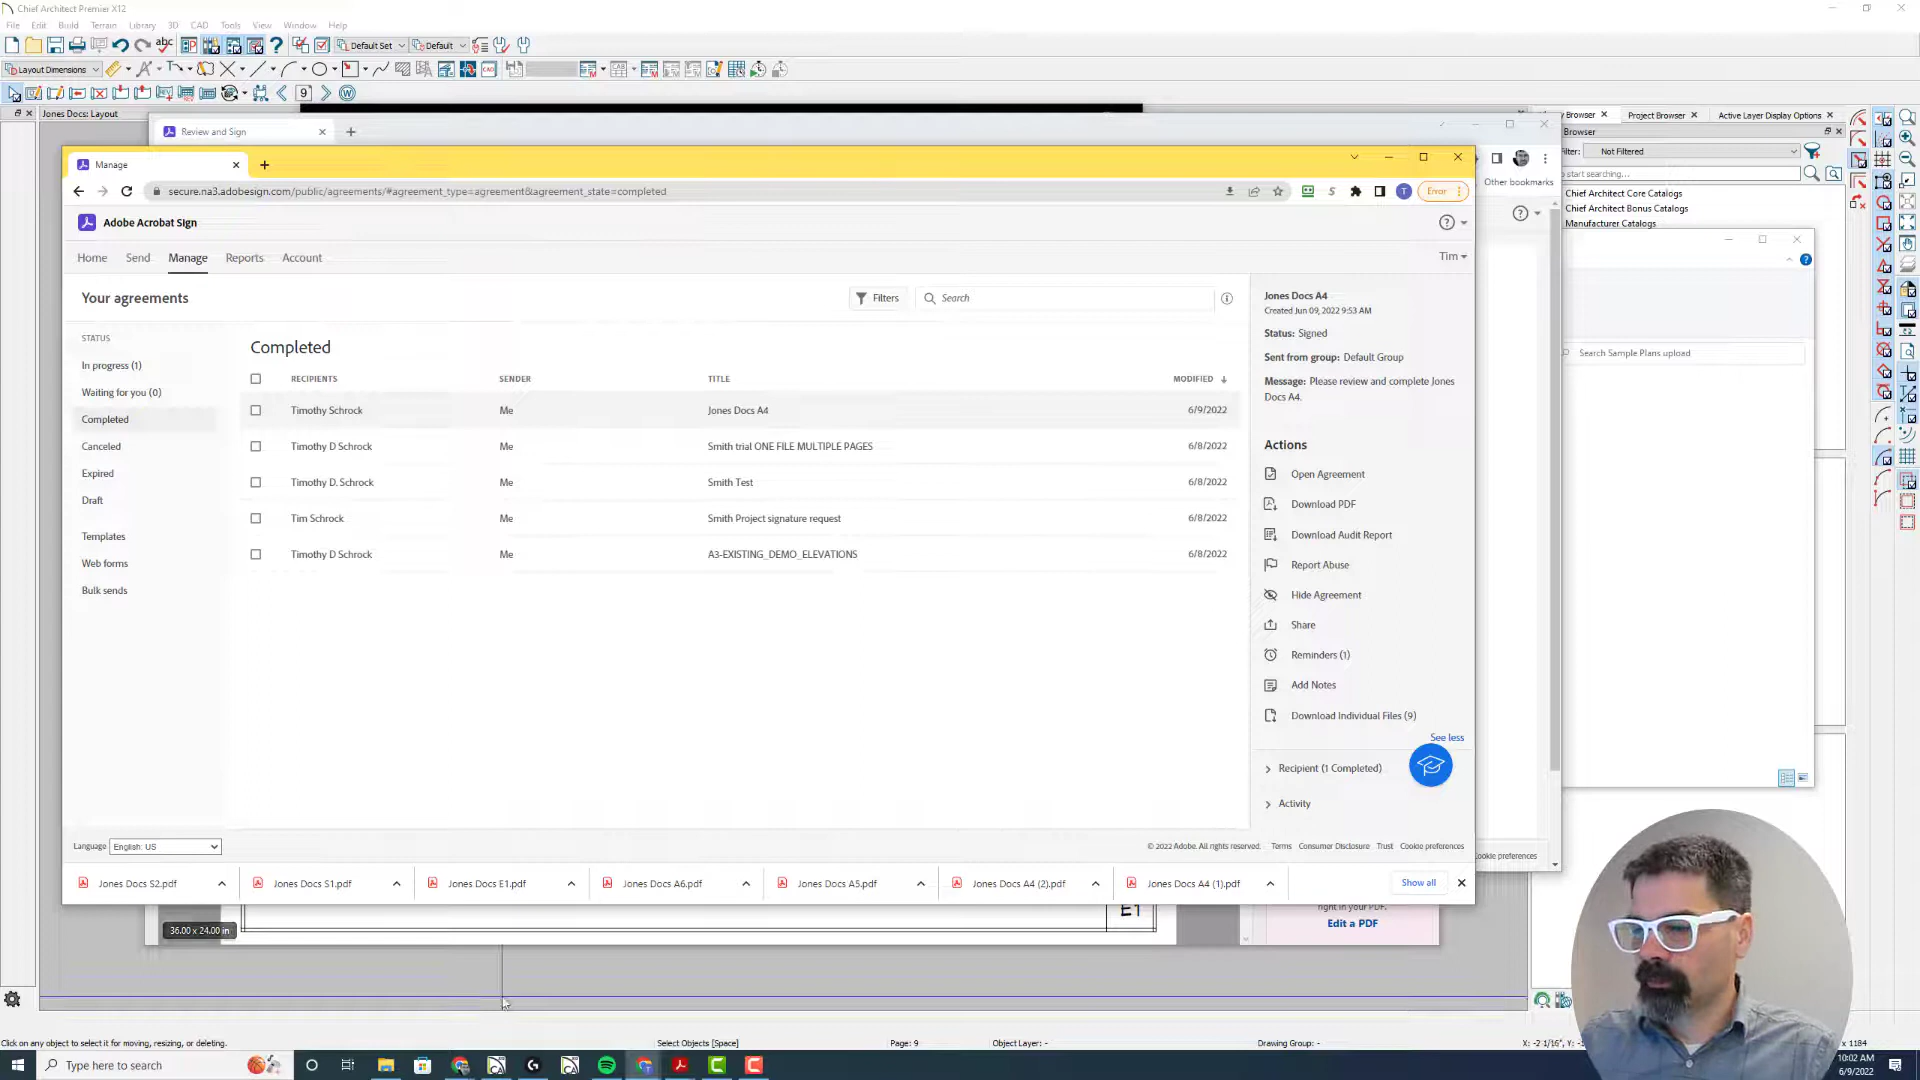 Chief Architect Premier X12
File Edit Build Terrain Library 3D CAD Tools View Window Help
Default Set Default
Layout Dimensions
9
Jones Docs: Layout
Browser Project Browser Active Layer Display Options
Browser
Review and Sign
Filter: Not Filtered
Manage
start searching...
Other bookmarks
secure.na3.adobesign.com/public/agreements/#agreement_type=agreement&agreement_state=completed
Error
Chief Architect Core Catalogs
Chief Architect Bonus Catalogs
Manufacturer Catalogs
Adobe Acrobat Sign
Home Send Manage Reports Account
Tim
Your agreements
Filters
Search
Jones Docs A4
Created Jun 09, 2022 9:53 AM
Status: Signed
Sent from group: Default Group
Message: Please review and complete Jones
Docs A4.
Search Sample Plans upload
STATUS
In progress (1)
Waiting for you (0)
Completed
Canceled
Expired
Draft
Templates
Web forms
Bulk sends
Completed
RECIPIENTS SENDER TITLE MODIFIED
Timothy Schrock Me Jones Docs A4 6/9/2022
Timothy D Schrock Me Smith trial ONE FILE MULTIPLE PAGES 6/8/2022
Timothy D. Schrock Me Smith Test 6/8/2022
Tim Schrock Me Smith Project signature request 6/8/2022
Timothy D Schrock Me A3-EXISTING_DEMO_ELEVATIONS 6/8/2022
Actions
Open Agreement
Download PDF
Download Audit Report
Report Abuse
Hide Agreement
Share
Reminders (1)
Add Notes
Download Individual Files (9)
See less
Recipient (1 Completed)
Activity
Language English: US
© 2022 Adobe. All rights reserved. Terms Consumer Disclosure Trust Cookie preferences
Cookie preferences
Jones Docs S2.pdf Jones Docs S1.pdf Jones Docs E1.pdf Jones Docs A6.pdf Jones Docs A5.pdf Jones Docs A4 (2).pdf Jones Docs A4 (1).pdf Show all
right in your PDF.
E1
Edit a PDF
36.00 x 24.00 in
Click on any object to select it for moving, resizing, or deleting. Select Objects [Space] Page: 9 Object Layer: - Drawing Group: - X: -2 1/16", Y: x 1184
Type here to search
10:02 AM
6/9/2022